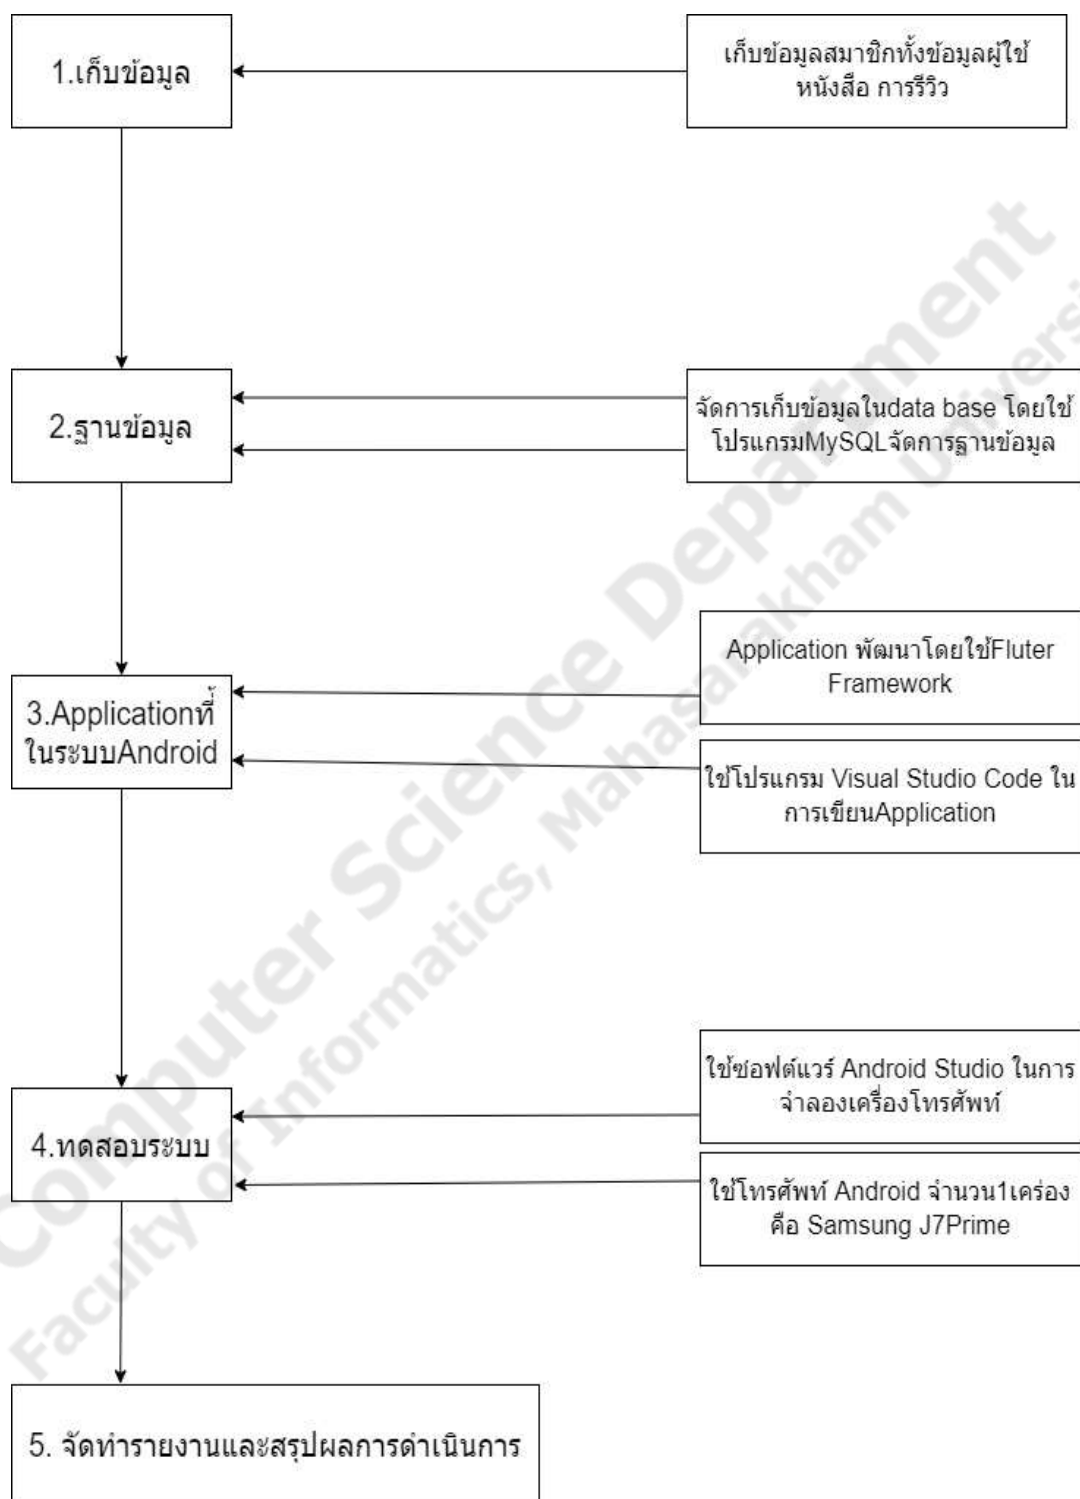 1.เก็บข้อมูล
เก็บข้อมูลสมาชิกทั้งข้อมูลผู้ใช้
หนังสือ การรีวิว
2.ฐานข้อมูล
จัดการเก็บข้อมูลในdata base โดยใช้
โปรแกรมMySQLจัดการฐานข้อมูล
Application พัฒนาโดยใช้Fluter
Framework
3.Applicationที่
ในระบบAndroid
ใช้โปรแกรม Visual Studio Code ใน
การเขียนApplication
ใช้ซอฟต์แวร์ Android Studio ในการ
จำลองเครื่องโทรศัพท์
4.ทดสอบระบบ
ใช้โทรศัพท์ Android จำนวน1เครื่อง
คือ Samsung J7Prime
5. จัดทำรายงานและสรุปผลการดำเนินการ
Computer Science Department
Faculty of Informatics, Mahasarakham